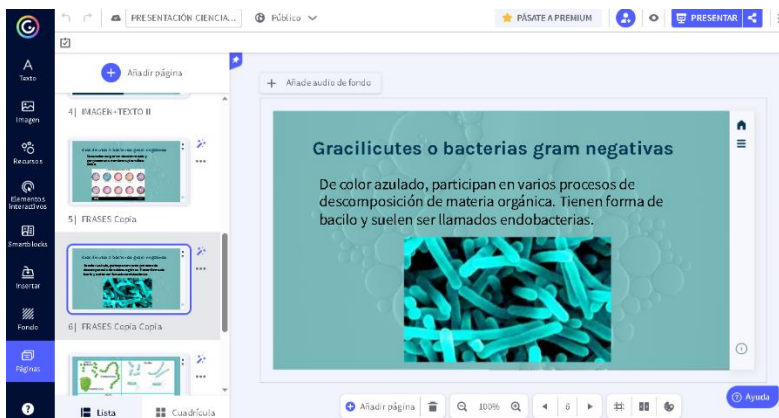 PRESENTACIÓN CIENCIA...
Público
PÁSATE A PREMIUM
PRESENTAR
Texto
Imagen
Recursos
Elementos interactivos
Smartblocks
Insertar
Fondo
Páginas
Añadir página
4| IMAGEN+TEXTO II
5| FRASES Copia
6| FRASES Copia Copia
Lista
Cuadrícula
Añade audio de fondo
Gracilicutes o bacterias gram negativas
De color azulado, participan en varios procesos de
descomposición de materia orgánica. Tienen forma de
bacilo y suelen ser llamados endobacterias.
Añadir página
100%
6
Ayuda